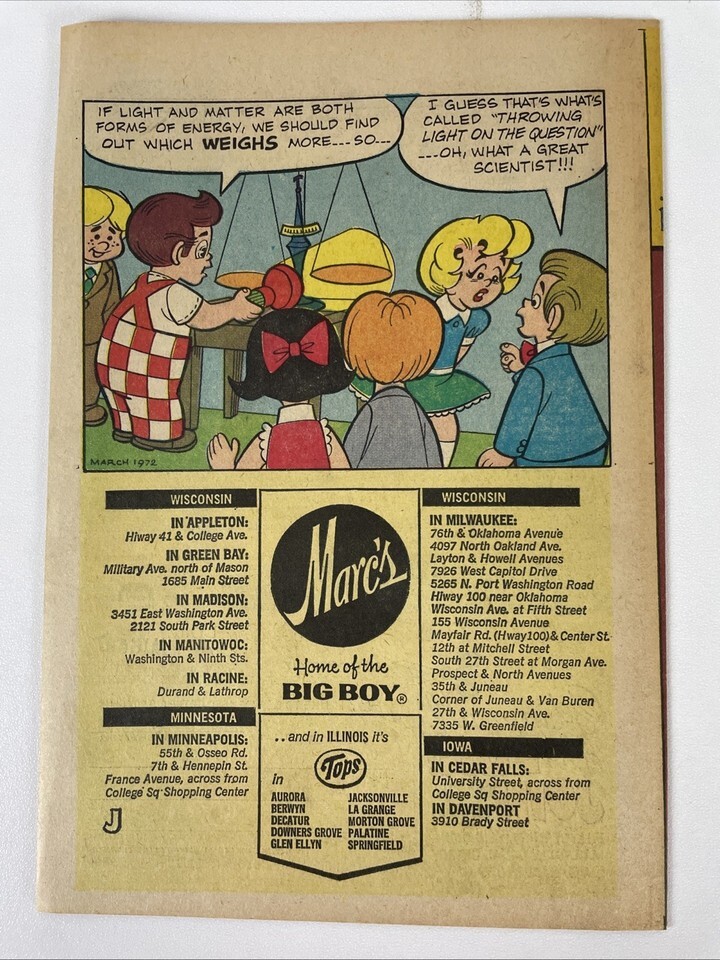 IF LIGHT AND MATTER ARE BOTH
FORMS OF ENERGY, WE SHOULD FIND
OUT WHICH WEIGHS MORE---SO---
I GUESS THAT'S WHAT'S
CALLED "THROWING
LIGHT ON THE QUESTION"
---OH, WHAT A GREAT
SCIENTIST!!!
MARCH 1972
WISCONSIN
IN APPLETON:
Hiway 41 & College Ave.
IN GREEN BAY:
Military Ave. north of Mason
1685 Main Street
IN MADISON:
3451 East Washington Ave.
2121 South Park Street
IN MANITOWOC:
Washington & Ninth Sts.
IN RACINE:
Durand & Lathrop
MINNESOTA
IN MINNEAPOLIS:
55th & Osseo Rd.
7th & Hennepin St.
France Avenue, across from
College Sq Shopping Center
J
Marc's
Home of the
BIG BOY®
..and in ILLINOIS it's
Tops
in
AURORA
BERWYN
DECATUR
DOWNERS GROVE
GLEN ELLYN
JACKSONVILLE
LA GRANGE
MORTON GROVE
PALATINE
SPRINGFIELD
WISCONSIN
IN MILWAUKEE:
76th & Oklahoma Avenue
4097 North Oakland Ave.
Layton & Howell Avenues
7926 West Capitol Drive
5265 N. Port Washington Road
Hiway 100 near Oklahoma
Wisconsin Ave. at Fifth Street
155 Wisconsin Avenue
Mayfair Rd. (Hwy100) & Center St.
12th at Mitchell Street
South 27th Street at Morgan Ave.
Prospect & North Avenues
35th & Juneau
Corner of Juneau & Van Buren
27th & Wisconsin Ave.
7335 W. Greenfield
IOWA
IN CEDAR FALLS:
University Street, across from
College Sq Shopping Center
IN DAVENPORT
3910 Brady Street